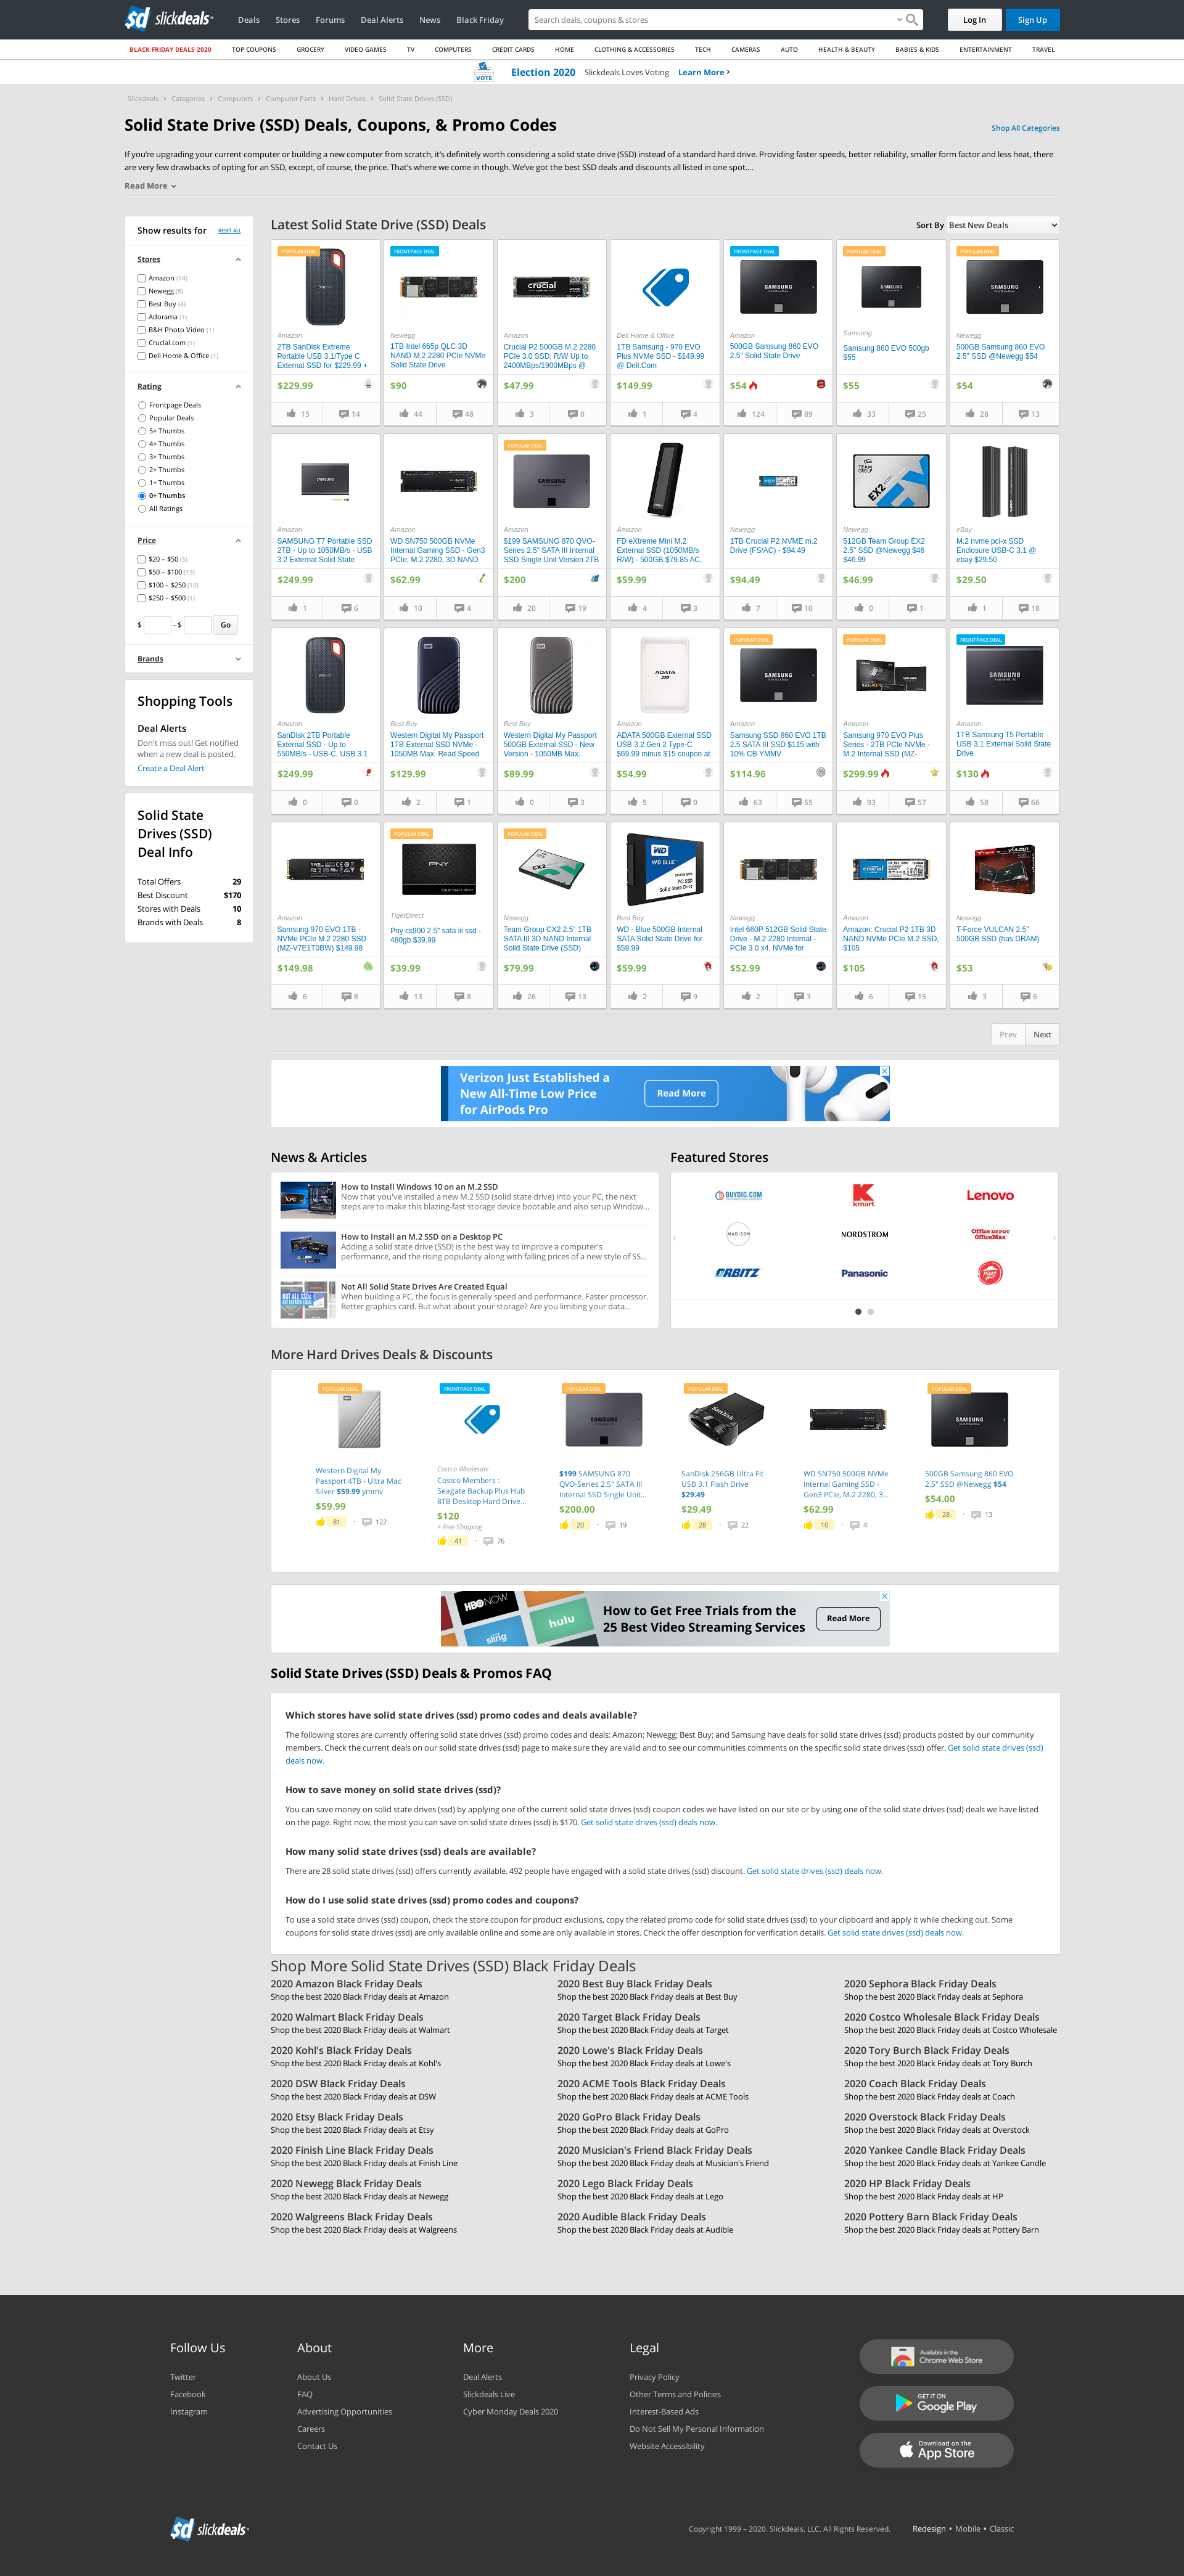 slickdeals
Deals Stores Forums Deal Alerts News Black Friday
Search deals, coupons & stores
Log In Sign Up
BLACK FRIDAY DEALS 2020 TOP COUPONS GROCERY VIDEO GAMES TV COMPUTERS CREDIT CARDS HOME CLOTHING & ACCESSORIES TECH CAMERAS AUTO HEALTH & BEAUTY BABIES & KIDS ENTERTAINMENT TRAVEL
VOTE Election 2020 Slickdeals Loves Voting Learn More
Slickdeals › Categories › Computers › Computer Parts › Hard Drives › Solid State Drives (SSD)
Solid State Drive (SSD) Deals, Coupons, & Promo Codes
Shop All Categories
If you're upgrading your current computer or building a new computer from scratch, it's definitely worth considering a solid state drive (SSD) instead of a standard hard drive. Providing faster speeds, better reliability, smaller form factor and less heat, there
are very few drawbacks of opting for an SSD, except, of course, the price. That's where we come in though. We've got the best SSD deals and discounts all listed in one spot....
Read More
Show results for RESET ALL
Stores
Amazon (14)
Newegg (8)
Best Buy (4)
Adorama (1)
B&H Photo Video (1)
Crucial.com (1)
Dell Home & Office (1)
Rating
Frontpage Deals
Popular Deals
5+ Thumbs
4+ Thumbs
3+ Thumbs
2+ Thumbs
1+ Thumbs
0+ Thumbs
All Ratings
Price
$20 – $50 (5)
$50 – $100 (13)
$100 – $250 (10)
$250 – $500 (1)
$ - $ Go
Brands
Shopping Tools
Deal Alerts
Don't miss out! Get notified
when a new deal is posted.
Create a Deal Alert
Solid State
Drives (SSD)
Deal Info
Total Offers 29
Best Discount $170
Stores with Deals 10
Brands with Deals 8
Latest Solid State Drive (SSD) Deals
Sort By Best New Deals
POPULAR DEAL
Amazon
2TB SanDisk Extreme
Portable USB 3.1/Type C
External SSD for $229.99 +
$229.99
15 14
FRONTPAGE DEAL
Newegg
1TB Intel 665p QLC 3D
NAND M.2 2280 PCIe NVMe
Solid State Drive
$90
44 48
crucial
Amazon
Crucial P2 500GB M.2 2280
PCIe 3.0 SSD, R/W Up to
2400MBps/1900MBps @
$47.99
3 0
Dell Home & Office
1TB Samsung - 970 EVO
Plus NVMe SSD - $149.99
@ Dell.Com
$149.99
1 4
FRONTPAGE DEAL
SAMSUNG
Amazon
500GB Samsung 860 EVO
2.5" Solid State Drive
$54
124 89
POPULAR DEAL
SAMSUNG
Samsung
Samsung 860 EVO 500gb
$55
$55
33 25
POPULAR DEAL
SAMSUNG
Newegg
500GB Samsung 860 EVO
2.5" SSD @Newegg $54
$54
28 13
Amazon
SAMSUNG T7 Portable SSD
2TB - Up to 1050MB/s - USB
3.2 External Solid State
$249.99
1 6
Amazon
WD SN750 500GB NVMe
Internal Gaming SSD - Gen3
PCIe, M.2 2280, 3D NAND
$62.99
10 4
POPULAR DEAL
SAMSUNG
Amazon
$199 SAMSUNG 870 QVO-
Series 2.5" SATA III Internal
SSD Single Unit Version 2TB
$200
20 19
Amazon
FD eXtreme Mini M.2
External SSD (1050MB/s
R/W) - 500GB $79.85 AC,
$59.99
4 3
Newegg
1TB Crucial P2 NVME m.2
Drive (FS/AC) - $94.49
$94.49
7 10
TEAM GROUP EX2
Newegg
512GB Team Group EX2
2.5" SSD @Newegg $46
$46.99
$46.99
0 1
eBay
M.2 nvme pci-x SSD
Enclosure USB-C 3.1 @
ebay $29.50
$29.50
1 18
Amazon
SanDisk 2TB Portable
External SSD - Up to
550MB/s - USB-C, USB 3.1
$249.99
0 0
WD
Best Buy
Western Digital My Passport
1TB External SSD NVMe -
1050MB Max. Read Speed
$129.99
2 1
WD
Best Buy
Western Digital My Passport
500GB External SSD - New
Version - 1050MB Max.
$89.99
0 3
ADATA
Amazon
ADATA 500GB External SSD
USB 3.2 Gen 2 Type-C
$69.99 minus $15 coupon at
$54.99
5 0
POPULAR DEAL
SAMSUNG
Amazon
Samsung SSD 860 EVO 1TB
2.5 SATA III SSD $115 with
10% CB YMMV
$114.96
63 55
POPULAR DEAL
Amazon
Samsung 970 EVO Plus
Series - 2TB PCIe NVMe -
M.2 Internal SSD (MZ-
$299.99
93 57
FRONTPAGE DEAL
SAMSUNG
Amazon
1TB Samsung T5 Portable
USB 3.1 External Solid State
Drive
$130
58 66
Amazon
Samsung 970 EVO 1TB -
NVMe PCIe M.2 2280 SSD
(MZ-V7E1T0BW) $149.98
$149.98
6 8
POPULAR DEAL
PNY
TigerDirect
Pny cs900 2.5" sata iii ssd -
480gb $39.99
$39.99
13 8
POPULAR DEAL
CX2
Newegg
Team Group CX2 2.5" 1TB
SATA III 3D NAND Internal
Solid State Drive (SSD)
$79.99
26 13
WD BLUE
Best Buy
WD - Blue 500GB Internal
SATA Solid State Drive for
$59.99
$59.99
2 9
Newegg
Intel 660P 512GB Solid State
Drive - M.2 2280 Internal -
PCIe 3.0 x4, NVMe for
$52.99
2 3
Amazon
Amazon: Crucial P2 1TB 3D
NAND NVMe PCIe M.2 SSD,
$105
$105
6 15
VULCAN
Newegg
T-Force VULCAN 2.5"
500GB SSD (has DRAM)
$53
3 6
Prev Next
Verizon Just Established a
New All-Time Low Price
for AirPods Pro
Read More
News & Articles
How to Install Windows 10 on an M.2 SSD
Now that you've installed a new M.2 SSD (solid state drive) into your PC, the next
steps are to make this blazing-fast storage device bootable and also setup Window...
How to Install an M.2 SSD on a Desktop PC
Adding a solid state drive (SSD) is the best way to improve a computer's
performance, and the rising popularity along with falling prices of a new style of SS...
Not All Solid State Drives Are Created Equal
When building a PC, the focus is generally speed and performance. Faster processor.
Better graphics card. But what about your storage? Are you limiting your data...
Featured Stores
BUYDIG.COM kmart Lenovo
MADISON NORDSTROM Office DEPOT OfficeMax
ORBITZ Panasonic Pizza Hut
More Hard Drives Deals & Discounts
POPULAR DEAL
Western Digital My
Passport 4TB - Ultra Mac
Silver $59.99 ymmv
$59.99
81 122
FRONTPAGE DEAL
Costco Wholesale
Costco Members :
Seagate Backup Plus Hub
8TB Desktop Hard Drive...
$120
+ Free Shipping
41 76
POPULAR DEAL
SAMSUNG
$199 SAMSUNG 870
QVO-Series 2.5" SATA III
Internal SSD Single Unit...
$200.00
20 19
POPULAR DEAL
SanDisk
SanDisk 256GB Ultra Fit
USB 3.1 Flash Drive
$29.49
$29.49
28 22
WD SN750 500GB NVMe
Internal Gaming SSD -
Gen3 PCIe, M.2 2280, 3...
$62.99
10 4
POPULAR DEAL
SAMSUNG
500GB Samsung 860 EVO
2.5" SSD @Newegg $54
$54.00
28 13
HBO NOW hulu sling
How to Get Free Trials from the
25 Best Video Streaming Services
Read More
Solid State Drives (SSD) Deals & Promos FAQ
Which stores have solid state drives (ssd) promo codes and deals available?
The following stores are currently offering solid state drives (ssd) promo codes and deals: Amazon; Newegg; Best Buy; and Samsung have deals for solid state drives (ssd) products posted by our community
members. Check the current deals on our solid state drives (ssd) page to make sure they are valid and to see our communities comments on the specific solid state drives (ssd) offer. Get solid state drives (ssd)
deals now.
How to save money on solid state drives (ssd)?
You can save money on solid state drives (ssd) by applying one of the current solid state drives (ssd) coupon codes we have listed on our site or by using one of the solid state drives (ssd) deals we have listed
on the page. Right now, the most you can save on solid state drives (ssd) is $170. Get solid state drives (ssd) deals now.
How many solid state drives (ssd) deals are available?
There are 28 solid state drives (ssd) offers currently available. 492 people have engaged with a solid state drives (ssd) discount. Get solid state drives (ssd) deals now.
How do I use solid state drives (ssd) promo codes and coupons?
To use a solid state drives (ssd) coupon, check the store coupon for product exclusions, copy the related promo code for solid state drives (ssd) to your clipboard and apply it while checking out. Some
coupons for solid state drives (ssd) are only available online and some are only available in stores. Check the offer description for verification details. Get solid state drives (ssd) deals now.
Shop More Solid State Drives (SSD) Black Friday Deals
2020 Amazon Black Friday Deals 2020 Best Buy Black Friday Deals 2020 Sephora Black Friday Deals
Shop the best 2020 Black Friday deals at Amazon Shop the best 2020 Black Friday deals at Best Buy Shop the best 2020 Black Friday deals at Sephora
2020 Walmart Black Friday Deals 2020 Target Black Friday Deals 2020 Costco Wholesale Black Friday Deals
Shop the best 2020 Black Friday deals at Walmart Shop the best 2020 Black Friday deals at Target Shop the best 2020 Black Friday deals at Costco Wholesale
2020 Kohl's Black Friday Deals 2020 Lowe's Black Friday Deals 2020 Tory Burch Black Friday Deals
Shop the best 2020 Black Friday deals at Kohl's Shop the best 2020 Black Friday deals at Lowe's Shop the best 2020 Black Friday deals at Tory Burch
2020 DSW Black Friday Deals 2020 ACME Tools Black Friday Deals 2020 Coach Black Friday Deals
Shop the best 2020 Black Friday deals at DSW Shop the best 2020 Black Friday deals at ACME Tools Shop the best 2020 Black Friday deals at Coach
2020 Etsy Black Friday Deals 2020 GoPro Black Friday Deals 2020 Overstock Black Friday Deals
Shop the best 2020 Black Friday deals at Etsy Shop the best 2020 Black Friday deals at GoPro Shop the best 2020 Black Friday deals at Overstock
2020 Finish Line Black Friday Deals 2020 Musician's Friend Black Friday Deals 2020 Yankee Candle Black Friday Deals
Shop the best 2020 Black Friday deals at Finish Line Shop the best 2020 Black Friday deals at Musician's Friend Shop the best 2020 Black Friday deals at Yankee Candle
2020 Newegg Black Friday Deals 2020 Lego Black Friday Deals 2020 HP Black Friday Deals
Shop the best 2020 Black Friday deals at Newegg Shop the best 2020 Black Friday deals at Lego Shop the best 2020 Black Friday deals at HP
2020 Walgreens Black Friday Deals 2020 Audible Black Friday Deals 2020 Pottery Barn Black Friday Deals
Shop the best 2020 Black Friday deals at Walgreens Shop the best 2020 Black Friday deals at Audible Shop the best 2020 Black Friday deals at Pottery Barn
Follow Us
Twitter
Facebook
Instagram
About
About Us
FAQ
Advertising Opportunities
Careers
Contact Us
More
Deal Alerts
Slickdeals Live
Cyber Monday Deals 2020
Legal
Privacy Policy
Other Terms and Policies
Interest-Based Ads
Do Not Sell My Personal Information
Website Accessibility
Available in the
Chrome Web Store
GET IT ON
Google Play
Download on the
App Store
slickdeals
Copyright 1999 – 2020. Slickdeals, LLC. All Rights Reserved. Redesign • Mobile • Classic